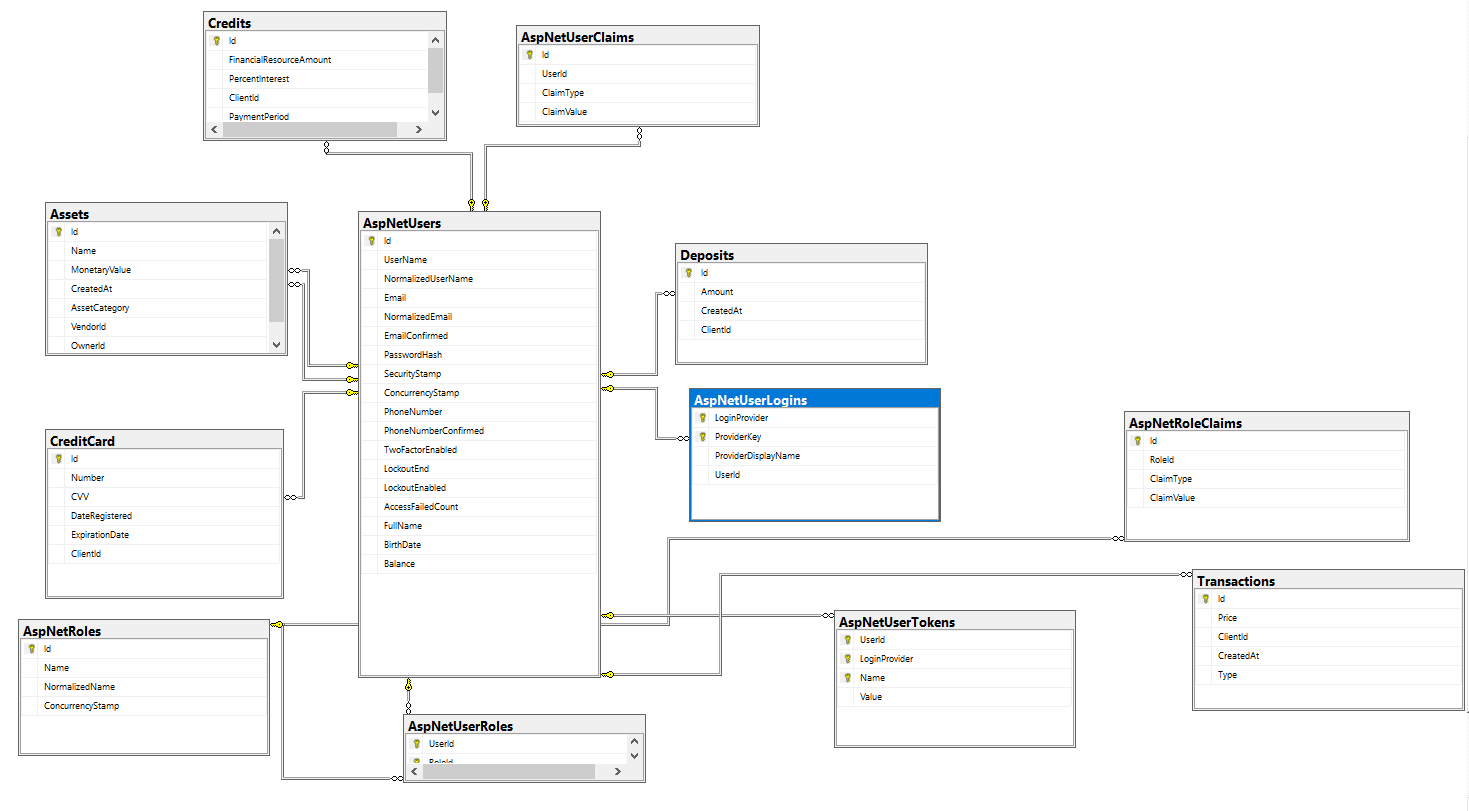 Credits
Id
FinancialResourceAmount
PercentInterest
ClientId
PaymentPeriod
AspNetUserClaims
Id
UserId
ClaimType
ClaimValue
Assets
Id
Name
MonetaryValue
CreatedAt
AssetCategory
VendorId
OwnerId
AspNetUsers
Id
UserName
NormalizedUserName
Email
NormalizedEmail
EmailConfirmed
PasswordHash
SecurityStamp
ConcurrencyStamp
PhoneNumber
PhoneNumberConfirmed
TwoFactorEnabled
LockoutEnd
LockoutEnabled
AccessFailedCount
FullName
BirthDate
Balance
Deposits
Id
Amount
CreatedAt
ClientId
AspNetUserLogins
LoginProvider
ProviderKey
ProviderDisplayName
UserId
AspNetRoleClaims
Id
RoleId
ClaimType
ClaimValue
CreditCard
Id
Number
CVV
DateRegistered
ExpirationDate
ClientId
Transactions
Id
Price
ClientId
CreatedAt
Type
AspNetRoles
Id
Name
NormalizedName
ConcurrencyStamp
AspNetUserTokens
UserId
LoginProvider
Name
Value
AspNetUserRoles
UserId
RoleId